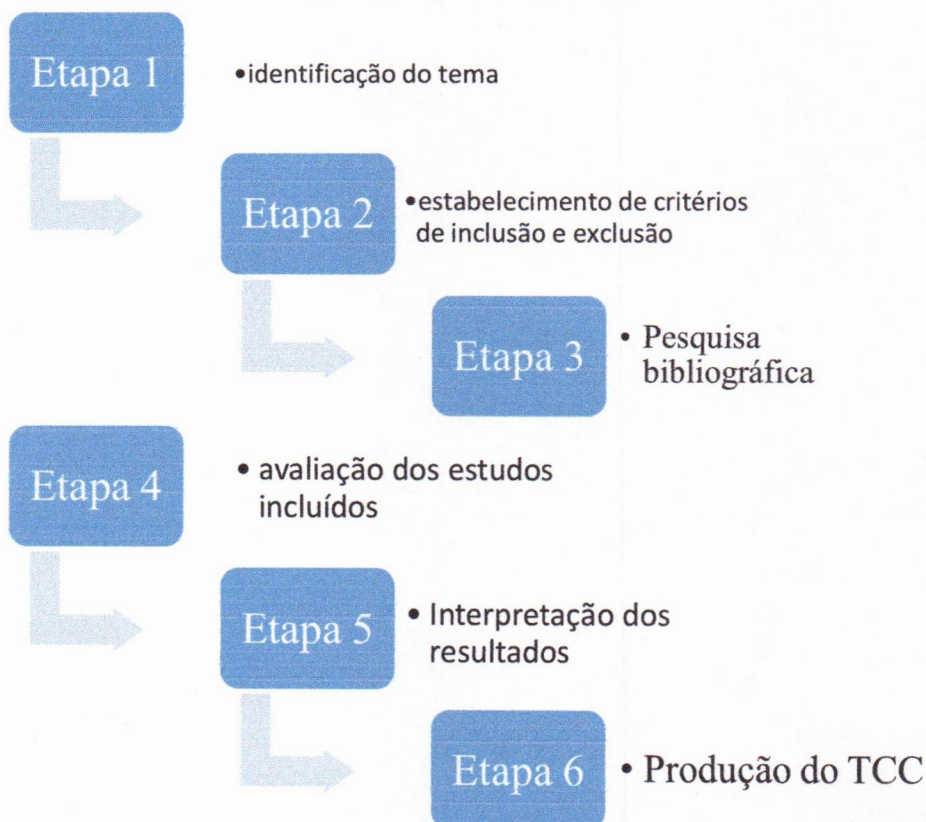 Etapa 1
•identificação do tema
Etapa 2
•estabelecimento de critérios
de inclusão e exclusão
Etapa 3
• Pesquisa
bibliográfica
Etapa 4
• avaliação dos estudos
incluídos
Etapa 5
• Interpretação dos
resultados
Etapa 6
• Produção do TCC